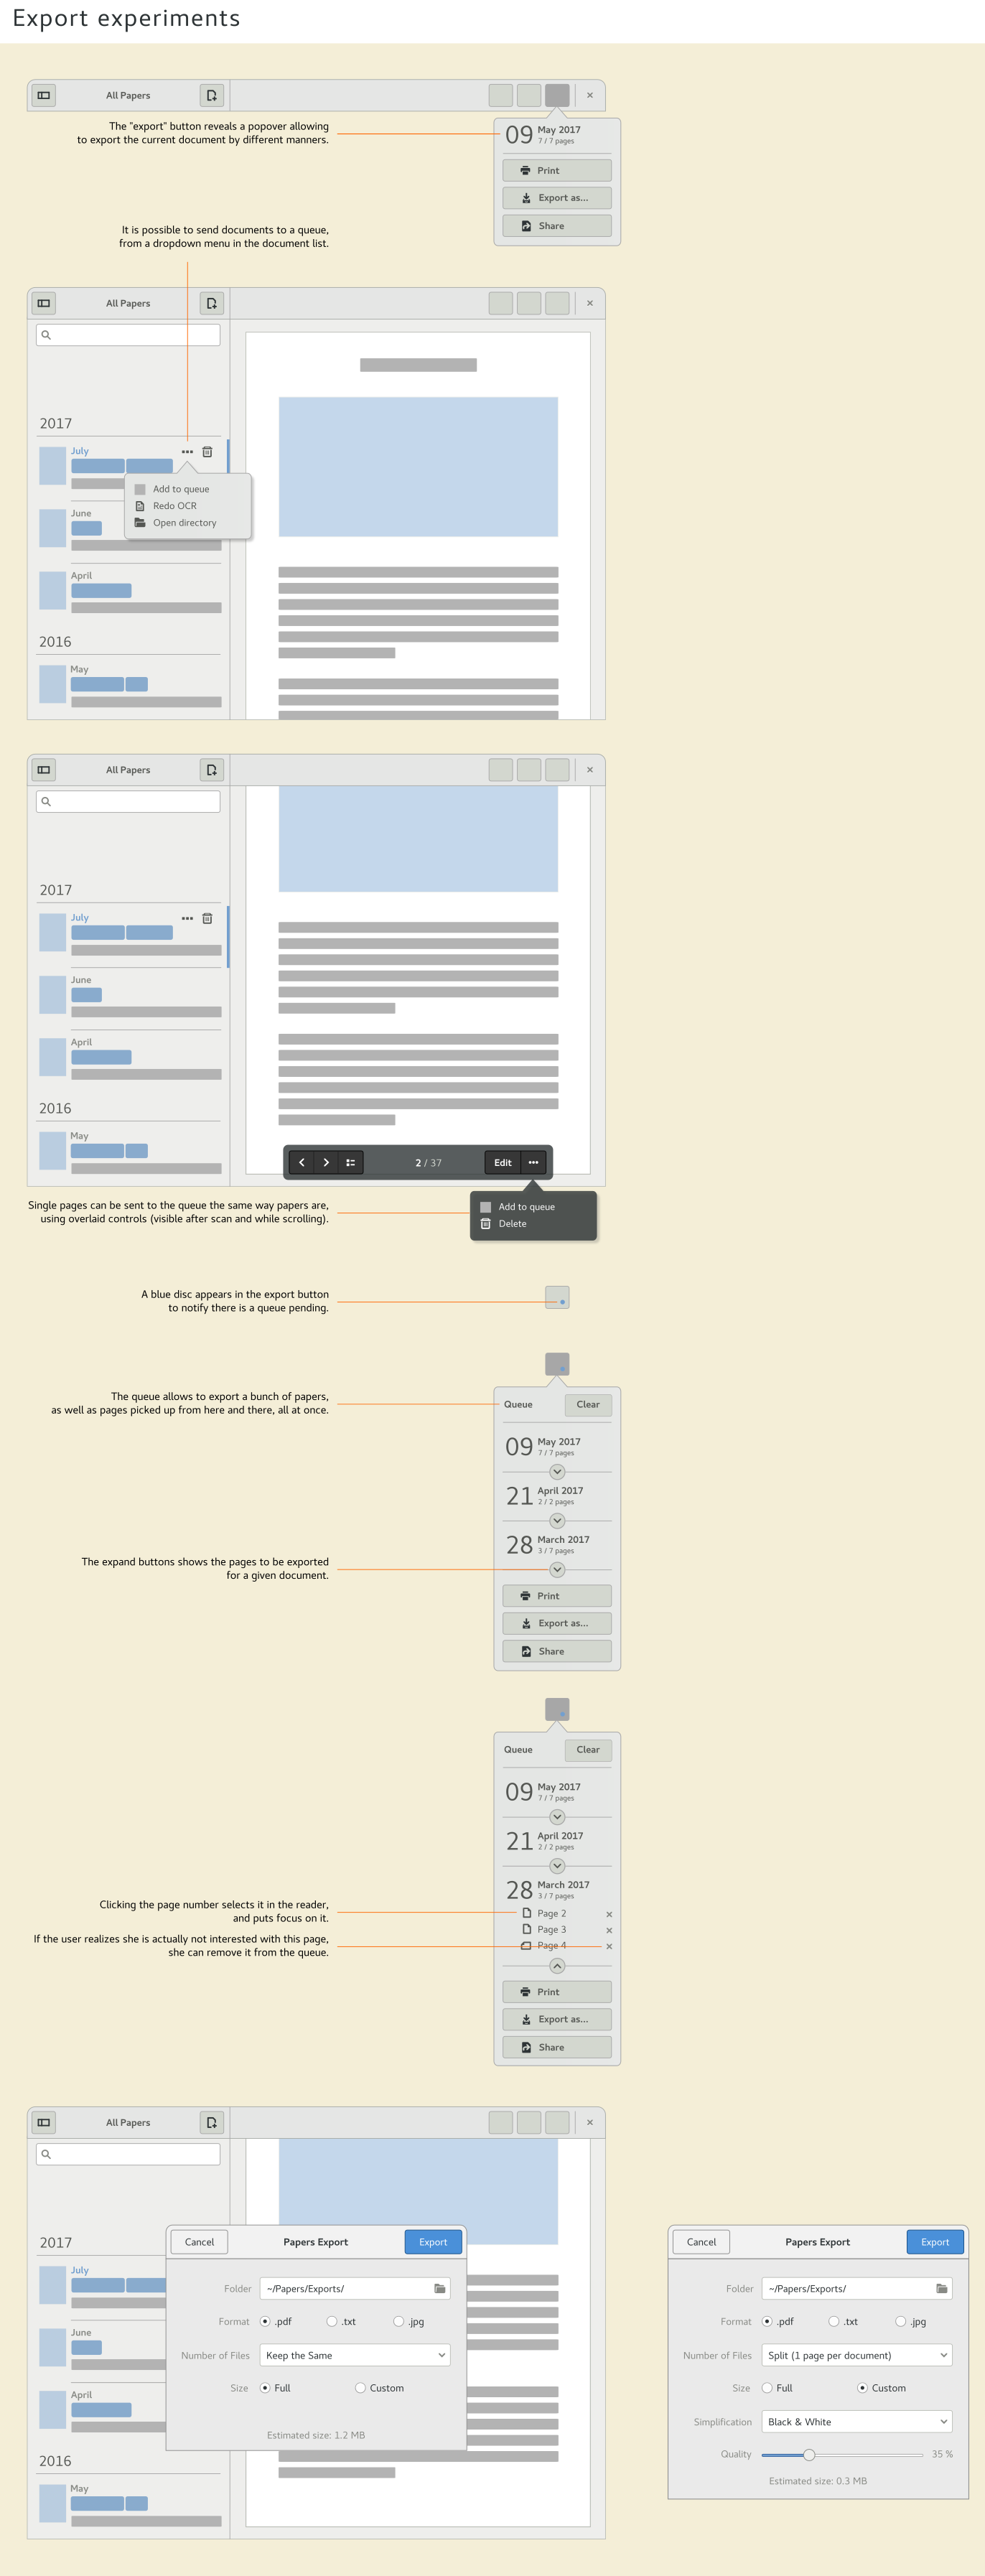 Export experiments
All Papers
×
The "export" button reveals a popover allowing
to export the current document by different manners.
09 May 2017
7 / 7 pages
Print
Export as...
Share
It is possible to send documents to a queue,
from a dropdown menu in the document list.
All Papers
×
2017
July
Add to queue
Redo OCR
Open directory
June
April
2016
May
All Papers
×
2017
July
June
April
2016
May
2 / 37
Edit
Single pages can be sent to the queue the same way papers are,
using overlaid controls (visible after scan and while scrolling).
Add to queue
Delete
A blue disc appears in the export button
to notify there is a queue pending.
The queue allows to export a bunch of papers,
as well as pages picked up from here and there, all at once.
Queue
Clear
09 May 2017
7 / 7 pages
21 April 2017
2 / 2 pages
28 March 2017
3 / 7 pages
The expand buttons shows the pages to be exported
for a given document.
Print
Export as...
Share
Queue
Clear
09 May 2017
7 / 7 pages
21 April 2017
2 / 2 pages
28 March 2017
3 / 7 pages
Clicking the page number selects it in the reader,
and puts focus on it.
If the user realizes she is actually not interested with this page,
she can remove it from the queue.
Page 2 ×
Page 3 ×
Page 4 ×
Print
Export as...
Share
All Papers
×
2017
July
June
April
2016
May
Cancel
Papers Export
Export
Folder ~/Papers/Exports/
Format .pdf .txt .jpg
Number of Files Keep the Same
Size Full Custom
Estimated size: 1.2 MB
Cancel
Papers Export
Export
Folder ~/Papers/Exports/
Format .pdf .txt .jpg
Number of Files Split (1 page per document)
Size Full Custom
Simplification Black & White
Quality 35 %
Estimated size: 0.3 MB